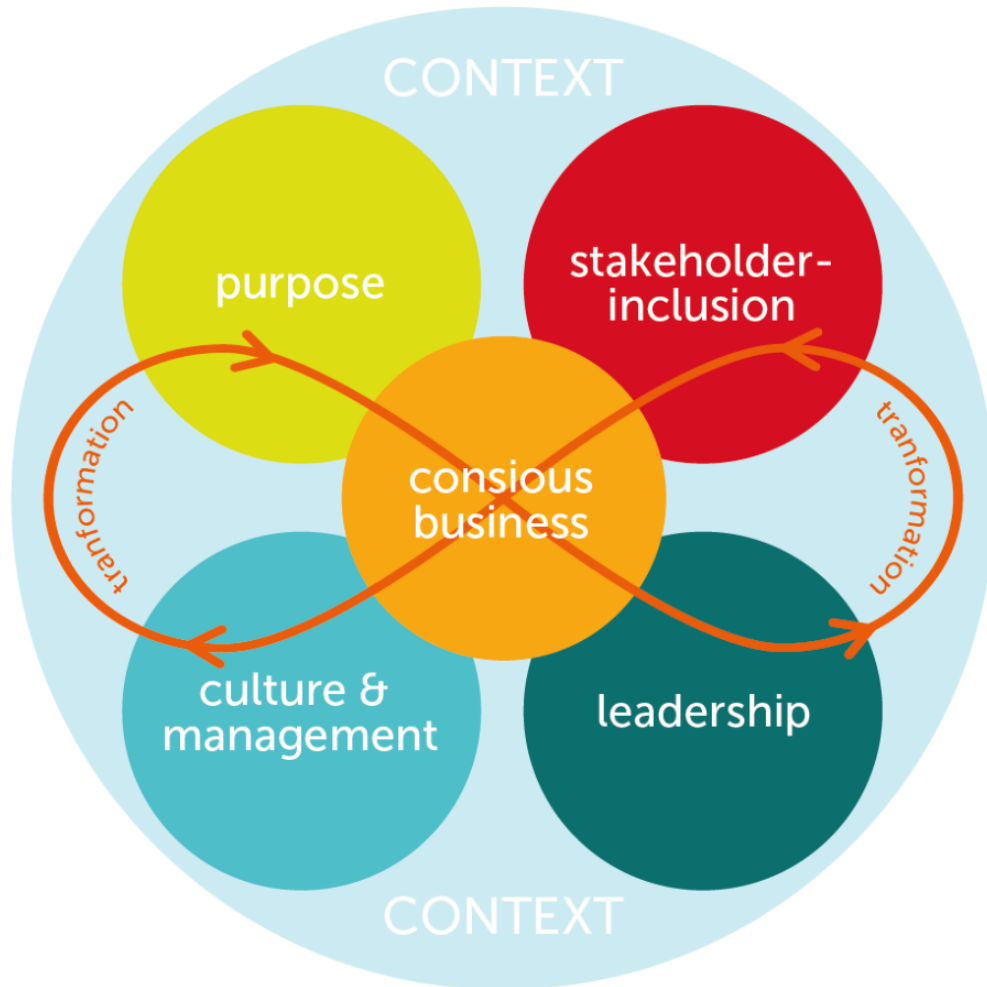 CONTEXT
purpose
stakeholder-
inclusion
tranformation
consious
business
tranformation
culture &
management
leadership
CONTEXT